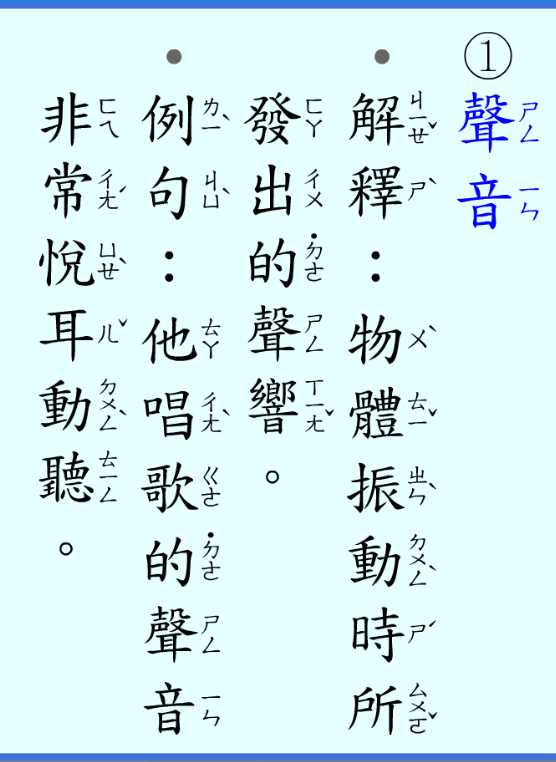 ①聲音
解釋：物體振動時所
發出的聲響。
例句：他唱歌的聲音
非常悅耳動聽。